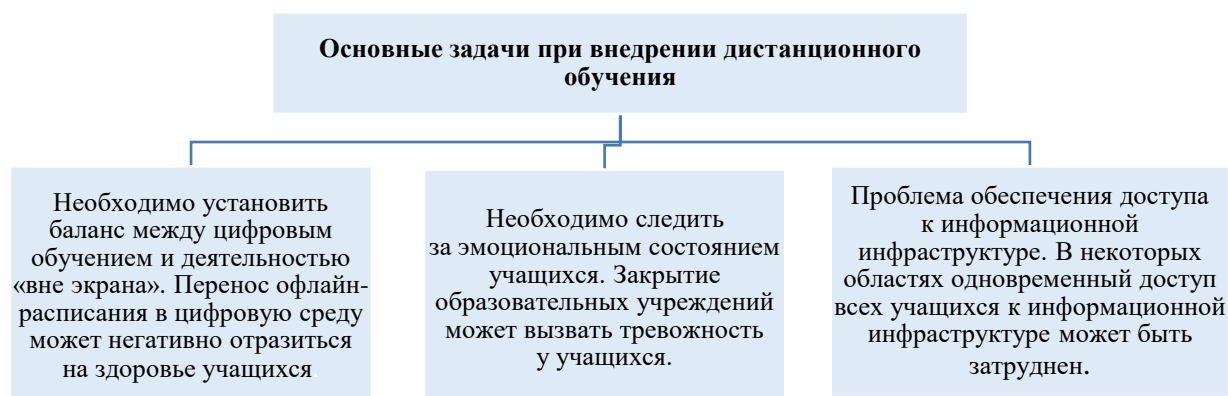 Основные задачи при внедрении дистанционного
обучения
Необходимо установить
баланс между цифровым
обучением и деятельностью
«вне экрана». Перенос офлайн-
расписания в цифровую среду
может негативно отразиться
на здоровье учащихся
Необходимо следить
за эмоциональным состоянием
учащихся. Закрытие
образовательных учреждений
может вызвать тревожность
у учащихся.
Проблема обеспечения доступа
к информационной
инфраструктуре. В некоторых
областях одновременный доступ
всех учащихся к информационной
инфраструктуре может быть
затруднен.